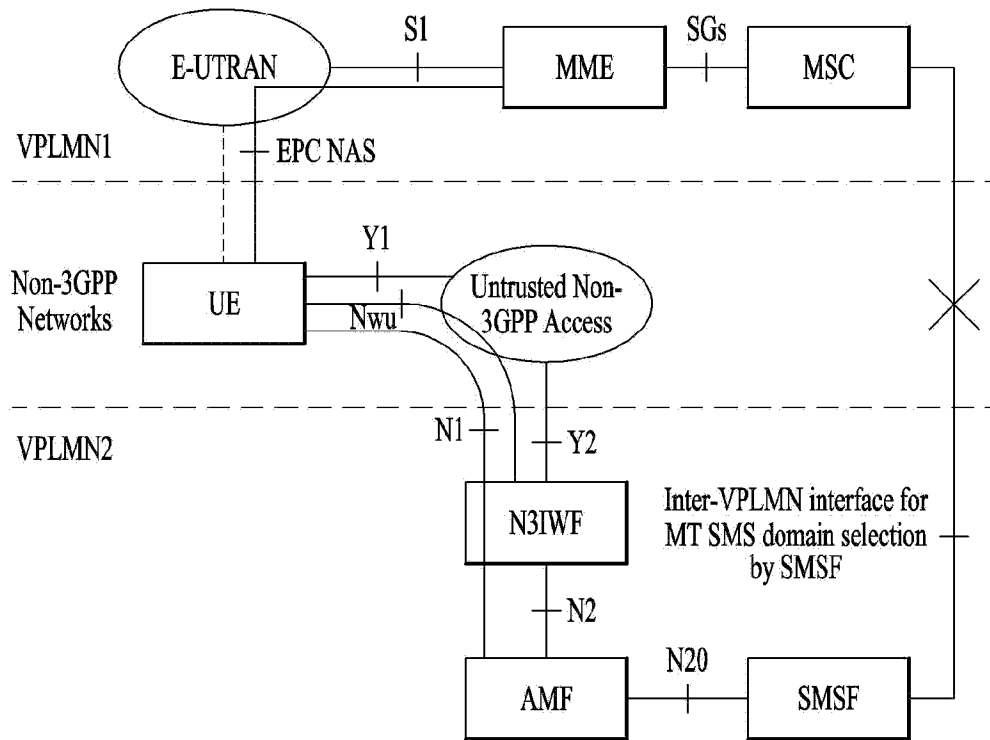 S1
SGs
E-UTRAN
MME
MSC
VPLMN1
EPC NAS
Y1
Non-3GPP
Networks
UE
Nwu
Untrusted Non-
3GPP Access
VPLMN2
N1
Y2
N3IWF
Inter-VPLMN interface for
MT SMS domain selection
by SMSF
N2
N20
AMF
SMSF